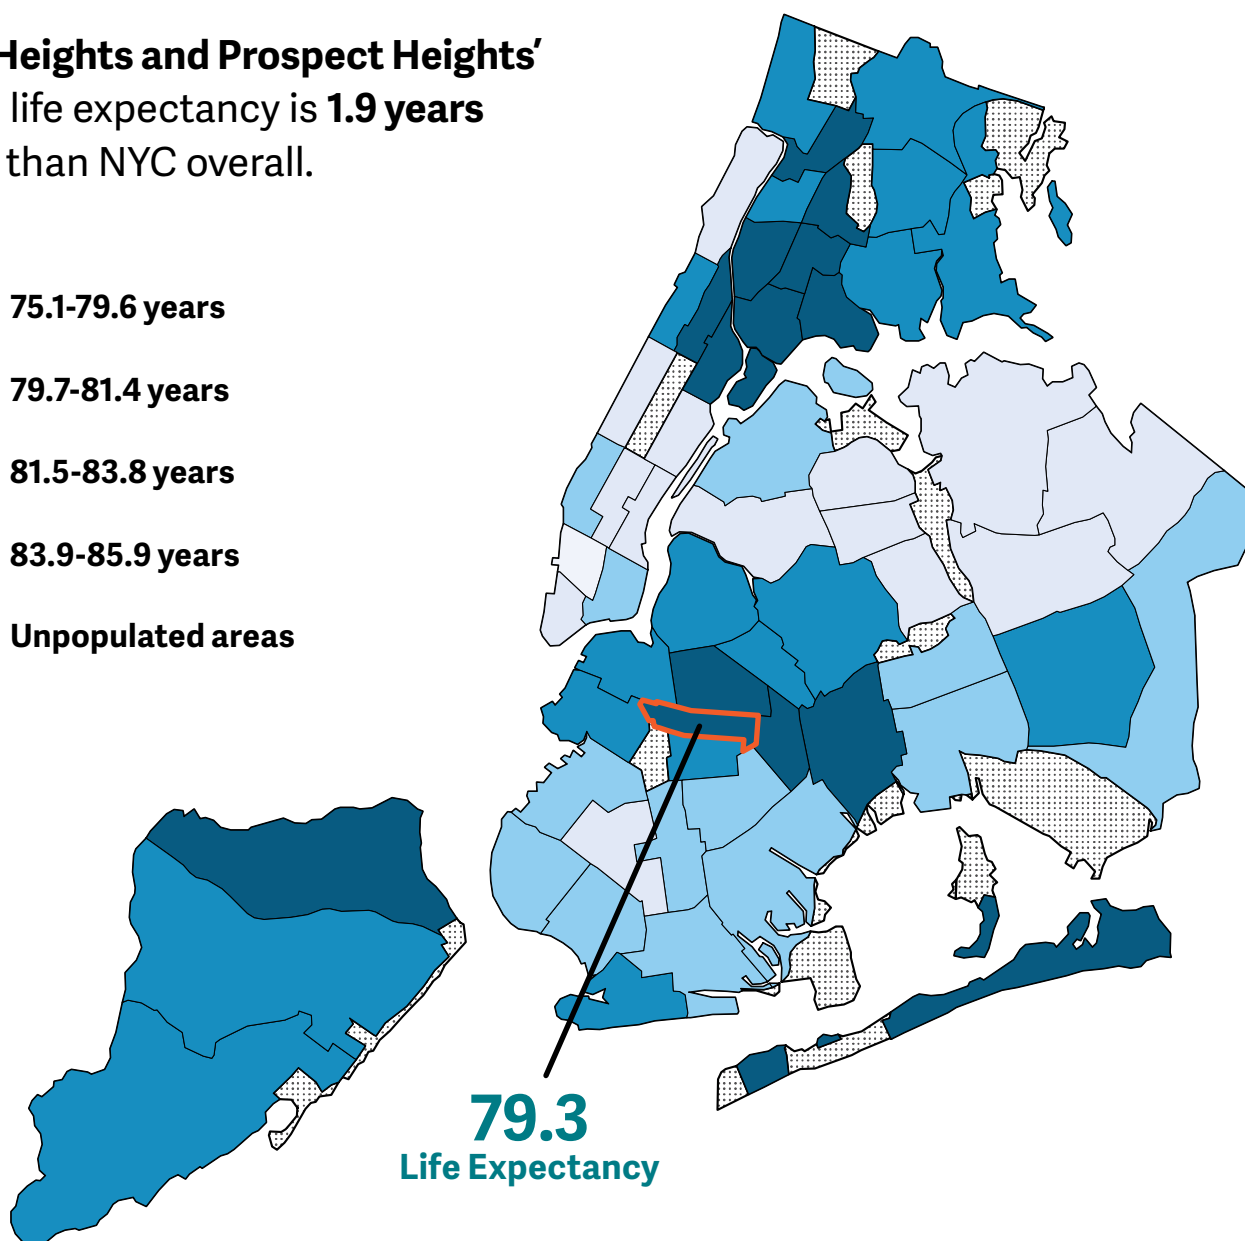 Heights and Prospect Heights’
life expectancy is 1.9 years
than NYC overall.
75.1-79.6 years
79.7-81.4 years
81.5-83.8 years
83.9-85.9 years
Unpopulated areas
79.3
Life Expectancy